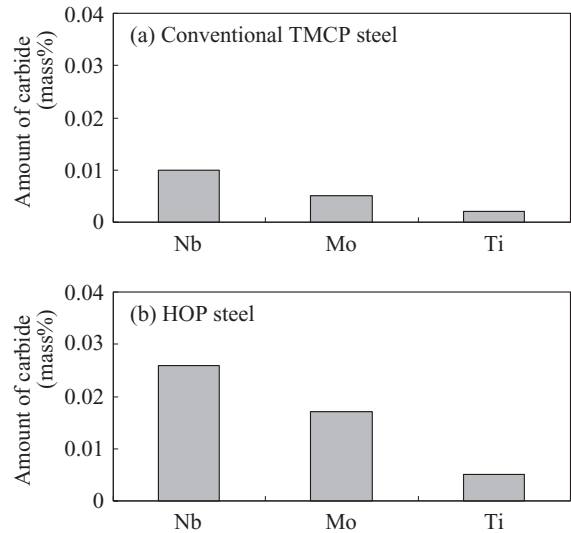 (a) Conventional TMCP steel
Amount of carbide
(mass%)
0.04
0.03
0.02
0.01
0
Nb Mo Ti
(b) HOP steel
Amount of carbide
(mass%)
0.04
0.03
0.02
0.01
0
Nb Mo Ti